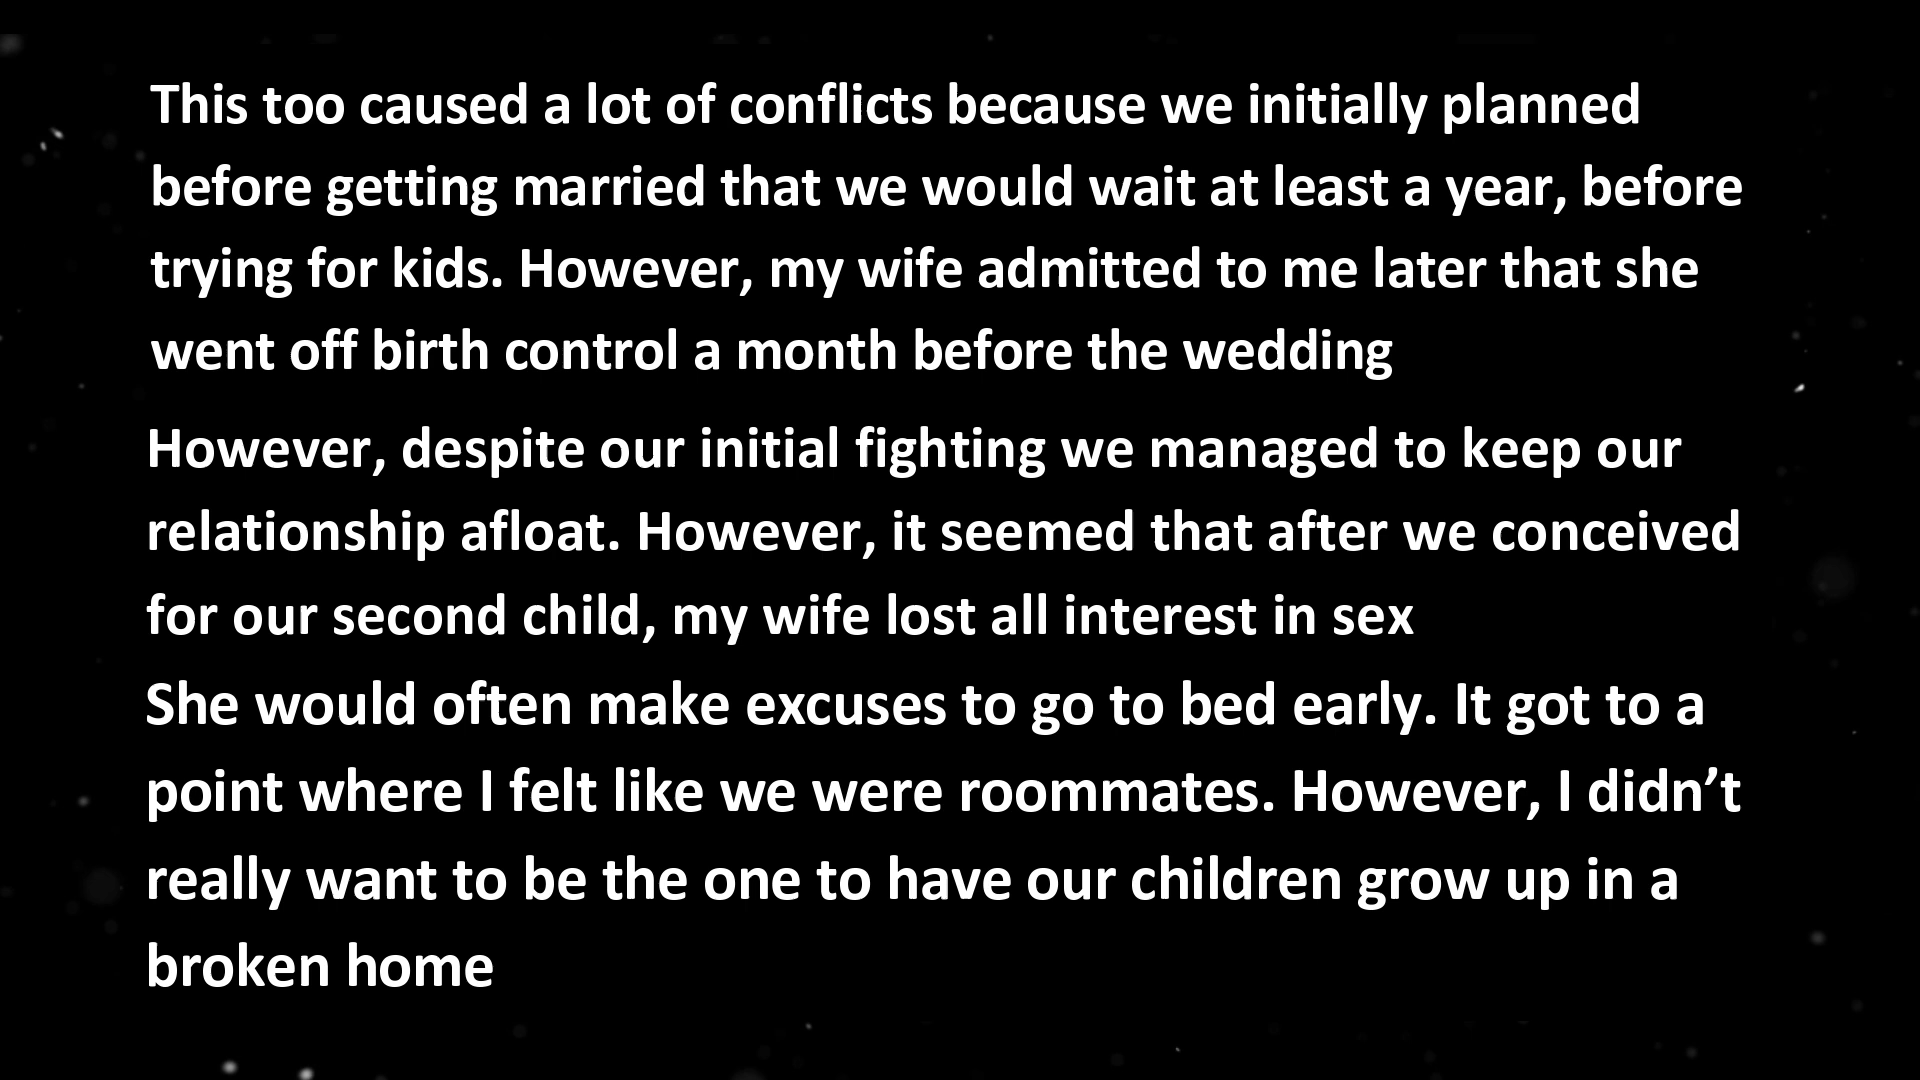 This too caused a lot of conflicts because we initially planned
before getting married that we would wait at least a year, before
trying for kids. However, my wife admitted to me later that she
went off birth control a month before the wedding
However, despite our initial fighting we managed to keep our
relationship afloat. However, it seemed that after we conceived
for our second child, my wife lost all interest in sex
She would often make excuses to go to bed early. It got to a
point where I felt like we were roommates. However, I didn’t
really want to be the one to have our children grow up in a
broken home